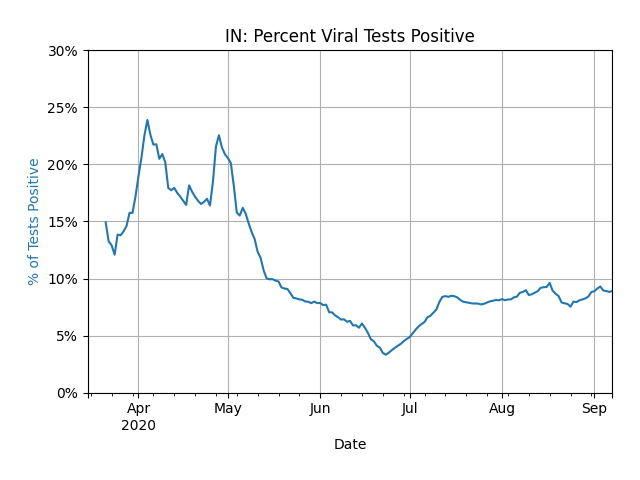 IN: Percent Viral Tests Positive
30%
25%
20%
15%
10%
5%
0%
% of Tests Positive
Apr May Jun Jul Aug Sep
2020
Date